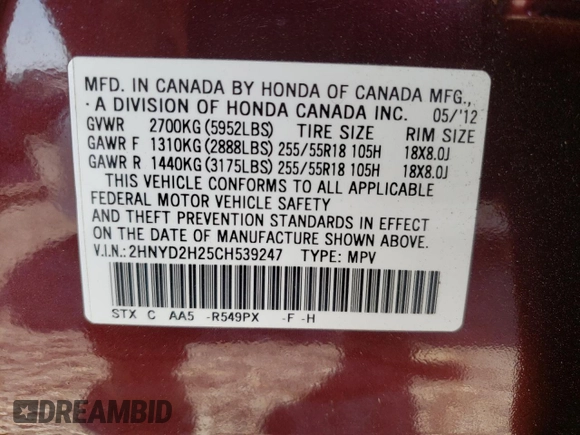 MFD. IN CANADA BY HONDA OF CANADA MFG.,
A DIVISION OF HONDA CANADA INC. 05/'12
GVWR 2700KG (5952LBS) TIRE SIZE RIM SIZE
GAWR F 1310KG (2888LBS) 255/55R18 105H 18X8.0J
GAWR R 1440KG (3175LBS) 255/55R18 105H 18X8.0J
THIS VEHICLE CONFORMS TO ALL APPLICABLE
FEDERAL MOTOR VEHICLE SAFETY
AND THEFT PREVENTION STANDARDS IN EFFECT
ON THE DATE OF MANUFACTURE SHOWN ABOVE.
V.I.N.: 2HNYD2H25CH539247 TYPE: MPV
STX C AA5 -R549PX -F -H
DREAMBID